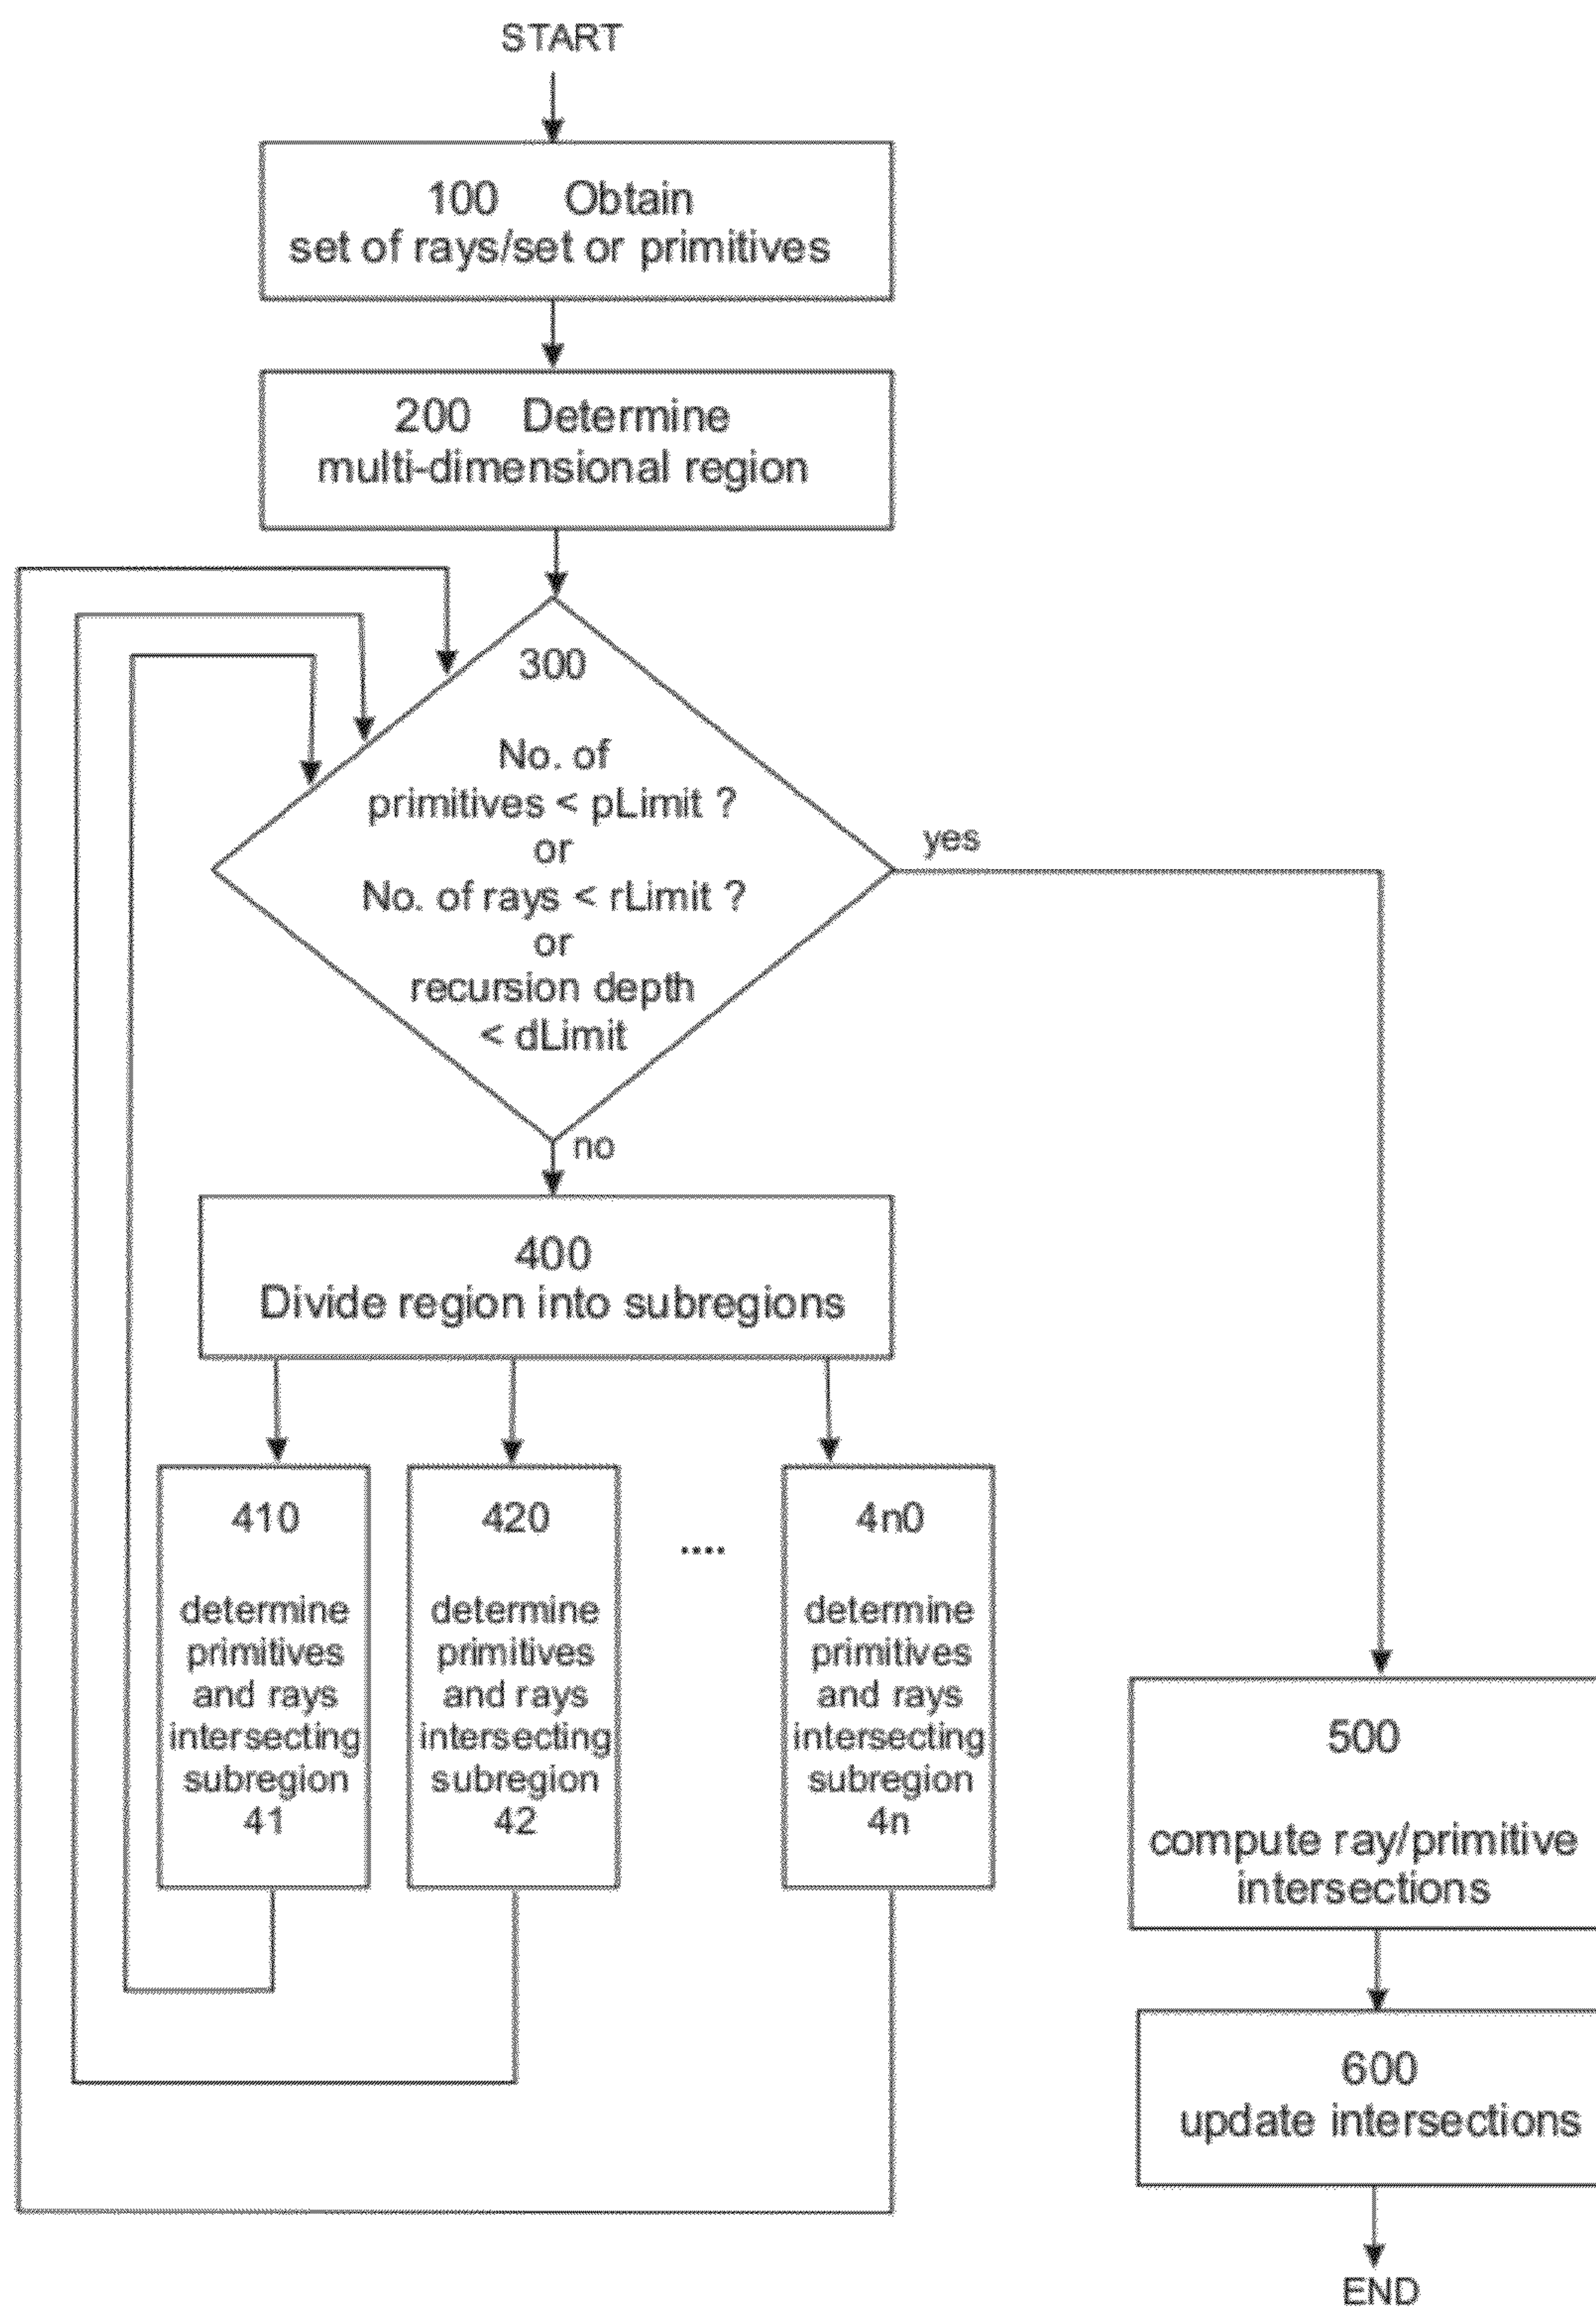 START
100 Obtain
set of rays/set or primitives
200 Determine
multi-dimensional region
300
No. of
primitives < pLimit ?
or
No. of rays < rLimit ?
or
recursion depth
< dLimit
yes
no
400
Divide region into subregions
410
determine
primitives
and rays
intersecting
subregion
41
420
determine
primitives
and rays
intersecting
subregion
42
....
4n0
determine
primitives
and rays
intersecting
subregion
4n
500
compute ray/primitive
intersections
600
update intersections
END